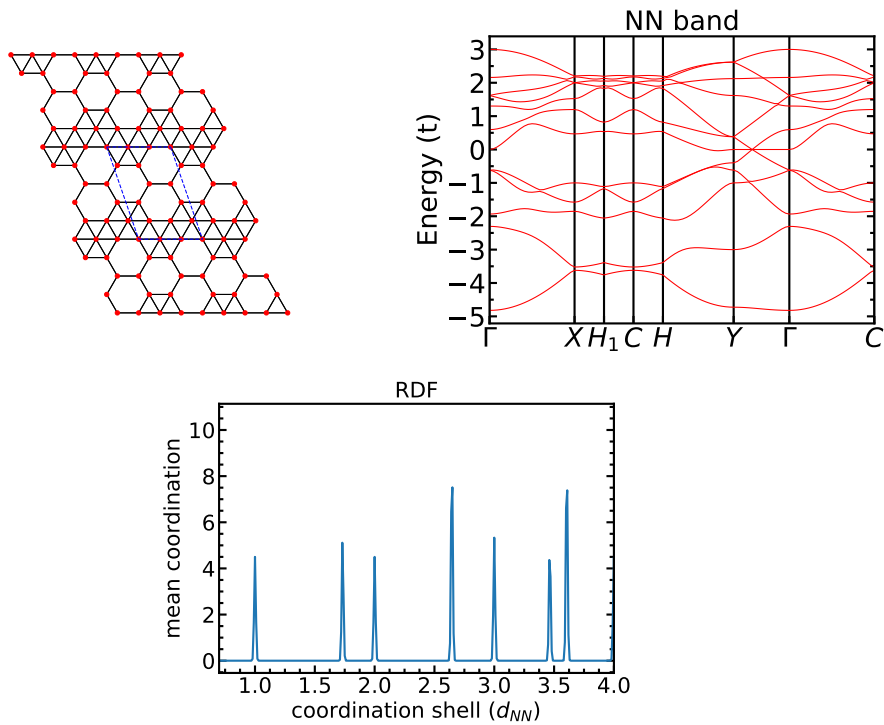 NN band
Energy (t)
3
2
1
0
−1
−2
−3
−4
−5
Γ X H₁ C H Y Γ C
RDF
mean coordination
10
8
6
4
2
0
1.0 1.5 2.0 2.5 3.0 3.5 4.0
coordination shell (d_NN)